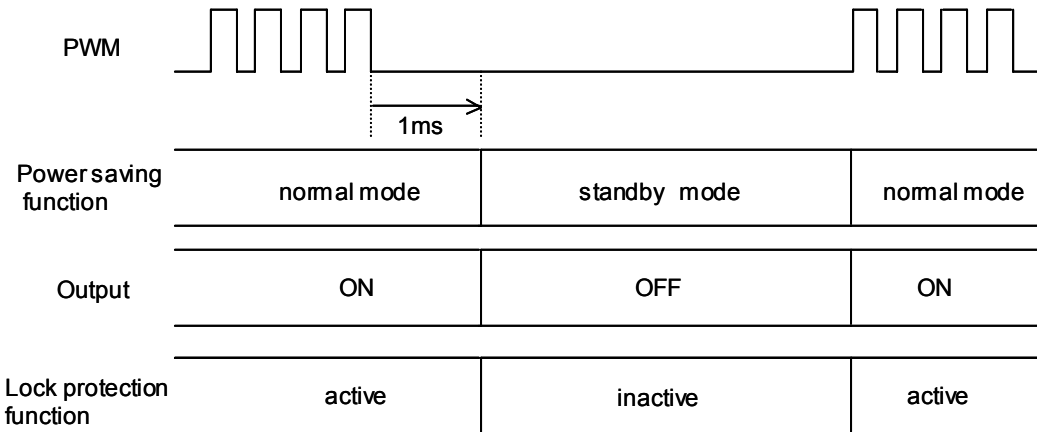 PWM
1ms
Power saving
function
normal mode
standby mode
normal mode
Output
ON
OFF
ON
Lock protection
function
active
inactive
active